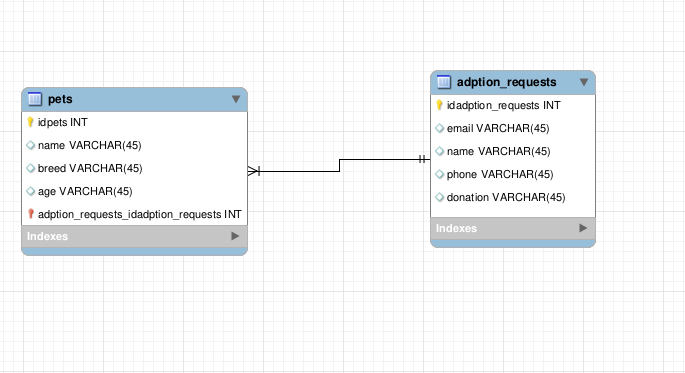 pets
idpets INT
name VARCHAR(45)
breed VARCHAR(45)
age VARCHAR(45)
adption_requests_idadption_requests INT
Indexes
adption_requests
idadption_requests INT
email VARCHAR(45)
name VARCHAR(45)
phone VARCHAR(45)
donation VARCHAR(45)
Indexes